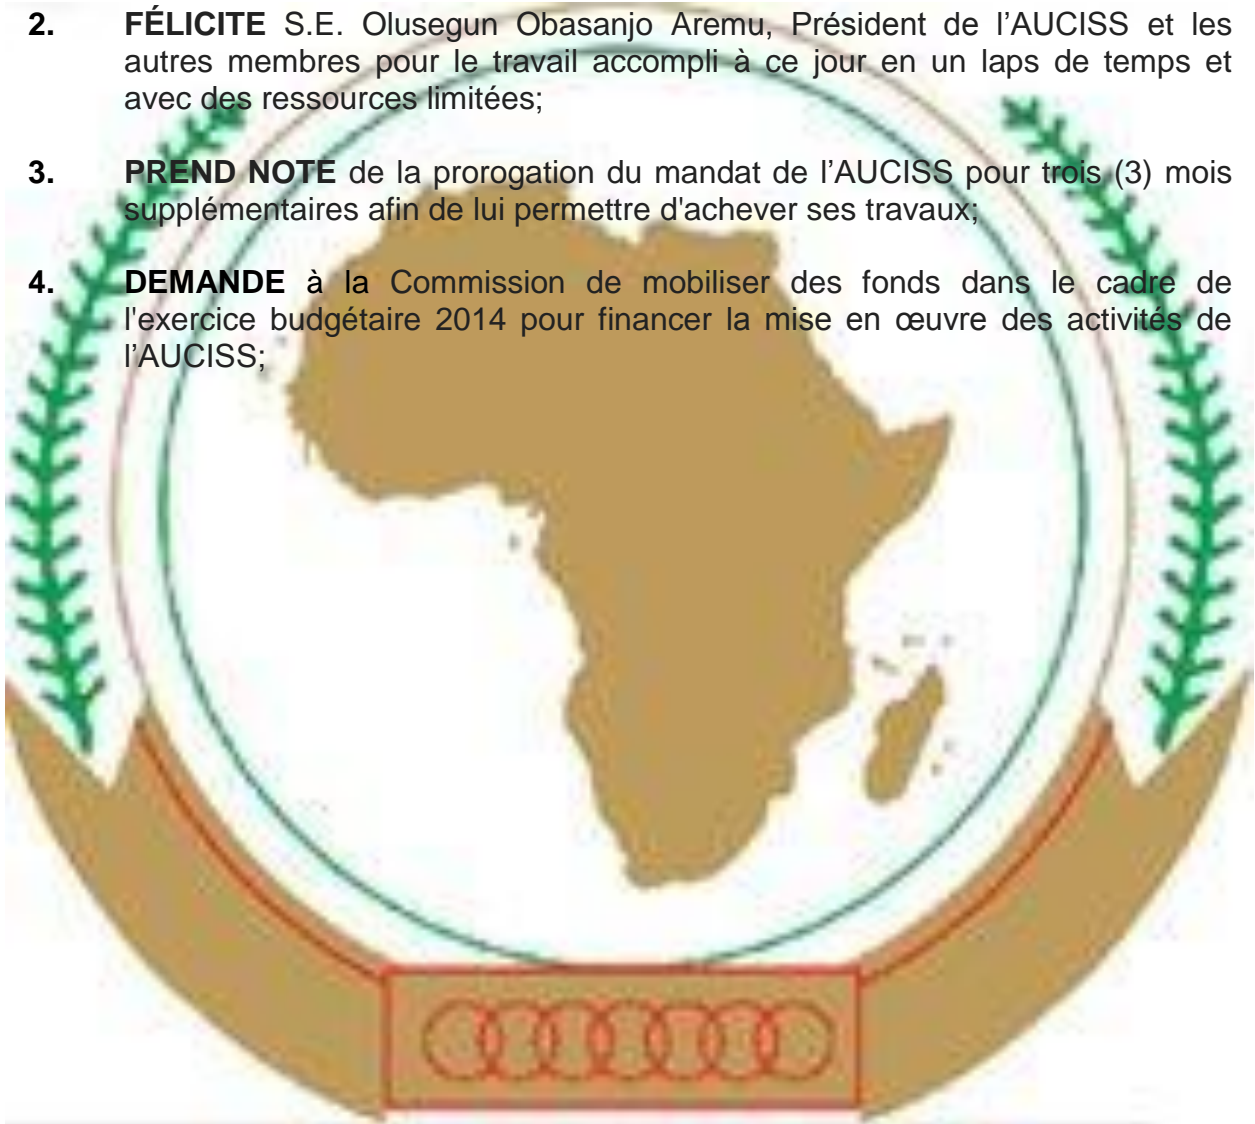 2. FÉLICITE S.E. Olusegun Obasanjo Aremu, Président de l’AUCISS et les
autres membres pour le travail accompli à ce jour en un laps de temps et
avec des ressources limitées;
3. PREND NOTE de la prorogation du mandat de l’AUCISS pour trois (3) mois
supplémentaires afin de lui permettre d'achever ses travaux;
4. DEMANDE à la Commission de mobiliser des fonds dans le cadre de
l'exercice budgétaire 2014 pour financer la mise en œuvre des activités de
l’AUCISS;